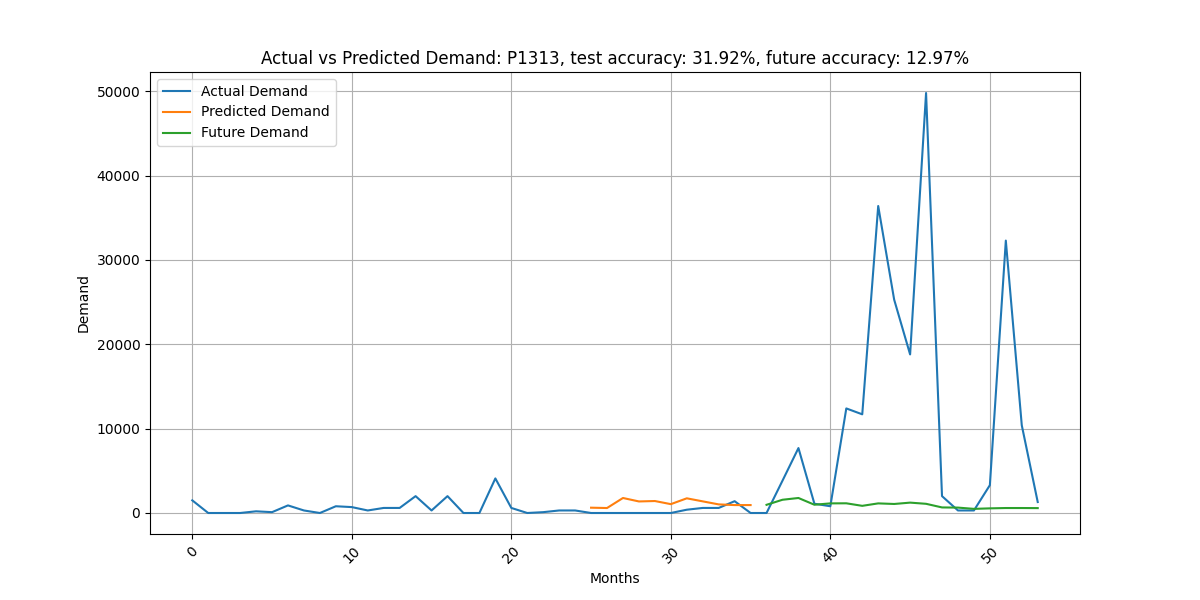 Actual vs Predicted Demand: P1313, test accuracy: 31.92%, future accuracy: 12.97%
Actual Demand
Predicted Demand
Future Demand
50000
40000
30000
20000
10000
0
Demand
0 10 20 30 40 50
Months